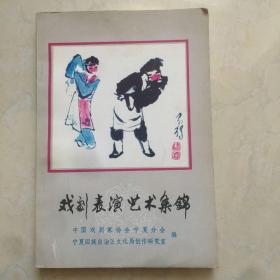 戏剧表演艺术集锦
中国戏剧家协会宁夏分会
宁夏回族自治区文化局创作研究室
编